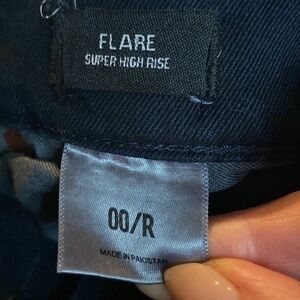 FLARE
SUPER HIGH RISE
00/R
MADE IN PAKISTAN